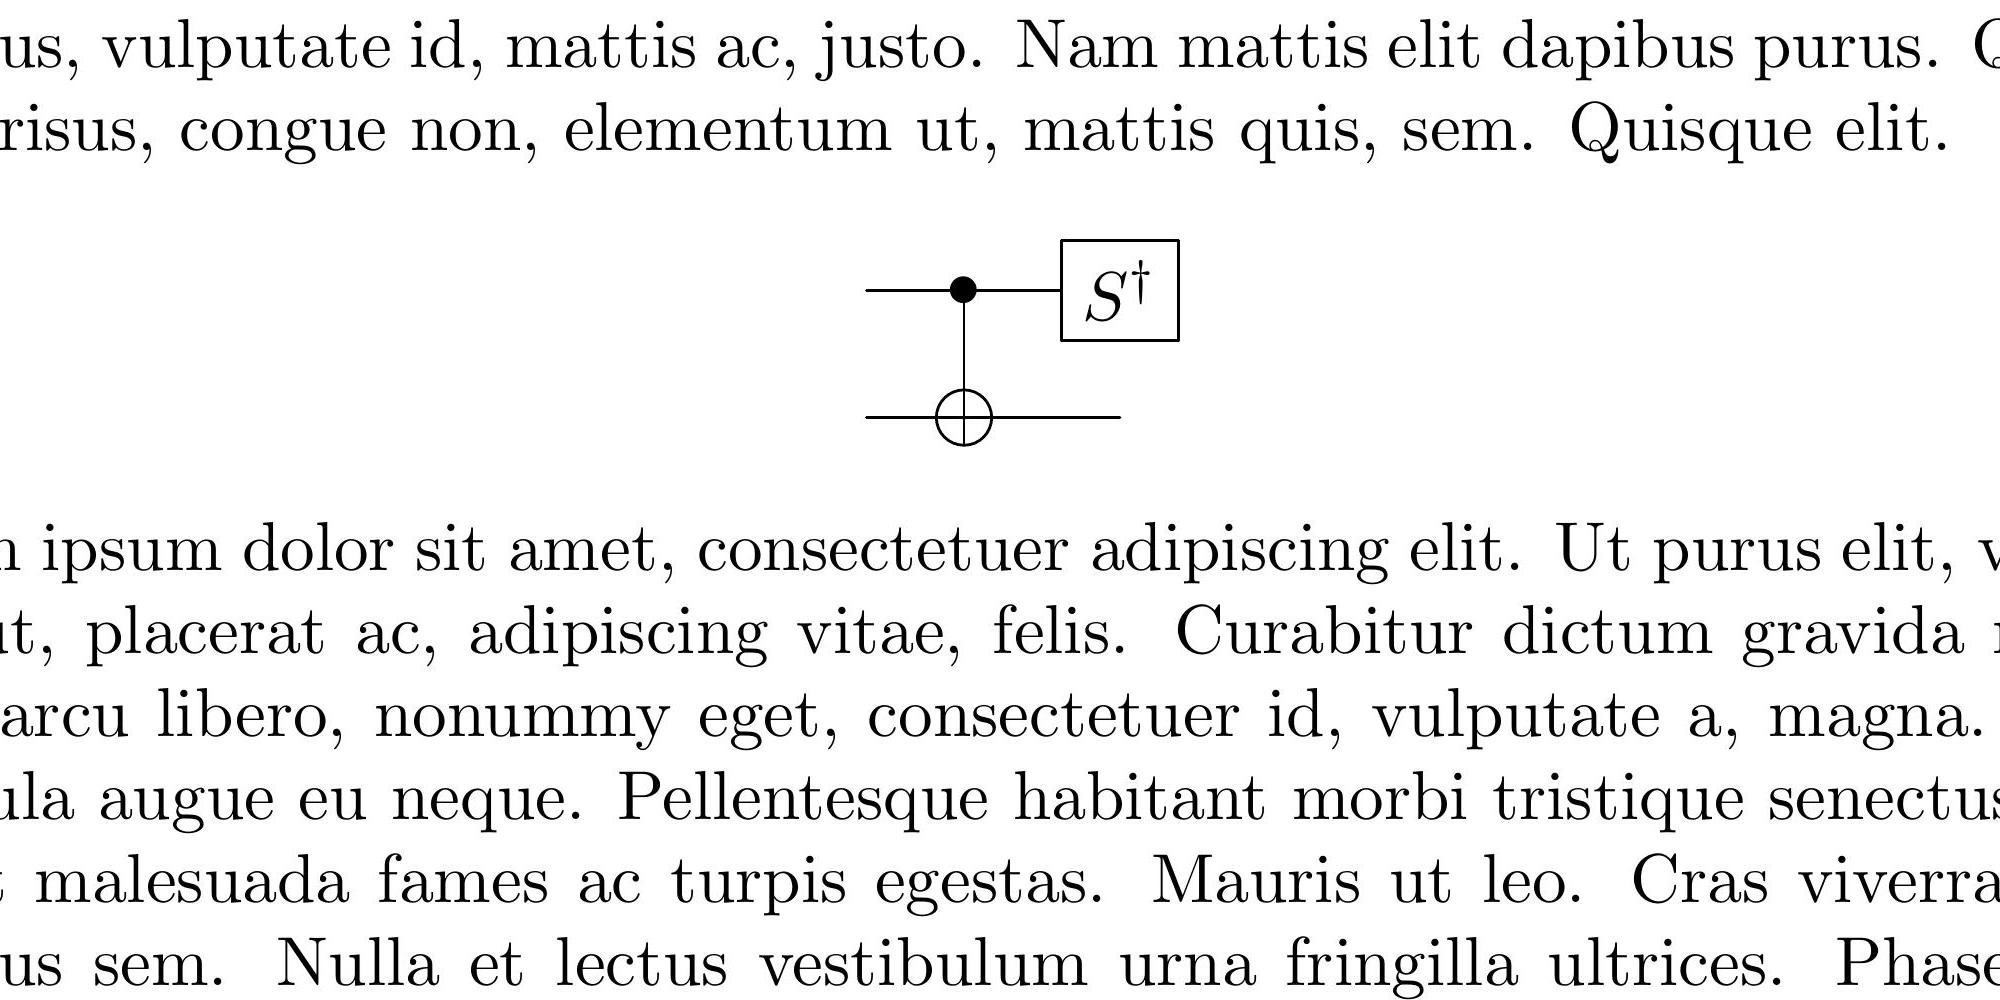 us, vulputate id, mattis ac, justo. Nam mattis elit dapibus purus.
risus, congue non, elementum ut, mattis quis, sem. Quisque elit.
S†
ipsum dolor sit amet, consectetuer adipiscing elit. Ut purus elit,
ut, placerat ac, adipiscing vitae, felis. Curabitur dictum gravida
arcu libero, nonummy eget, consectetuer id, vulputate a, magna.
ula augue eu neque. Pellentesque habitant morbi tristique senectus
malesuada fames ac turpis egestas. Mauris ut leo. Cras viverra
us sem. Nulla et lectus vestibulum urna fringilla ultrices. Phase